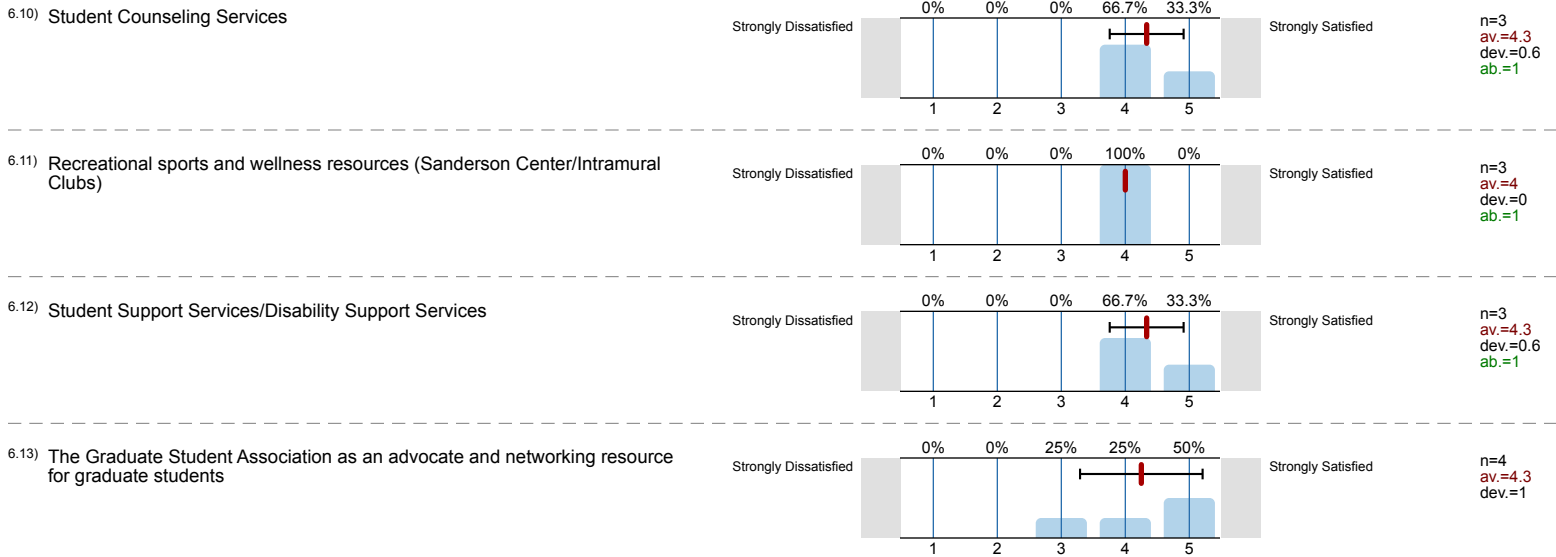 6.10) Student Counseling Services
Strongly Dissatisfied
0% 0% 0% 66.7% 33.3%
1 2 3 4 5
Strongly Satisfied
n=3
av.=4.3
dev.=0.6
ab.=1
6.11) Recreational sports and wellness resources (Sanderson Center/Intramural
Clubs)
Strongly Dissatisfied
0% 0% 0% 100% 0%
1 2 3 4 5
Strongly Satisfied
n=3
av.=4
dev.=0
ab.=1
6.12) Student Support Services/Disability Support Services
Strongly Dissatisfied
0% 0% 0% 66.7% 33.3%
1 2 3 4 5
Strongly Satisfied
n=3
av.=4.3
dev.=0.6
ab.=1
6.13) The Graduate Student Association as an advocate and networking resource
for graduate students
Strongly Dissatisfied
0% 0% 25% 25% 50%
1 2 3 4 5
Strongly Satisfied
n=4
av.=4.3
dev.=1